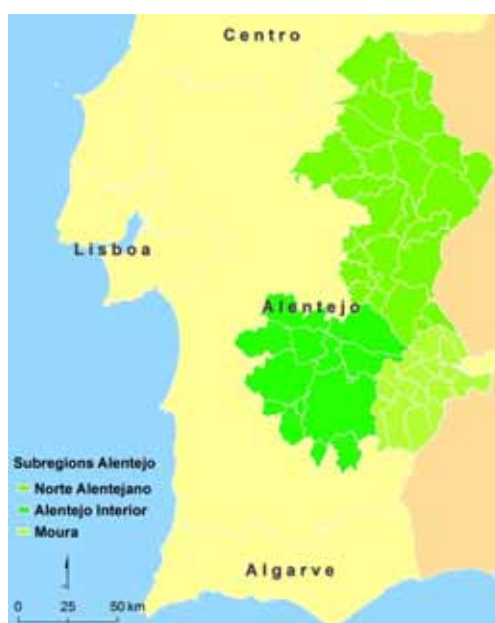 Centro
Lisboa
Alentejo
Subregions Alentejo
Norte Alentejano
Alentejo Interior
Moura
Algarve
0 25 50 km